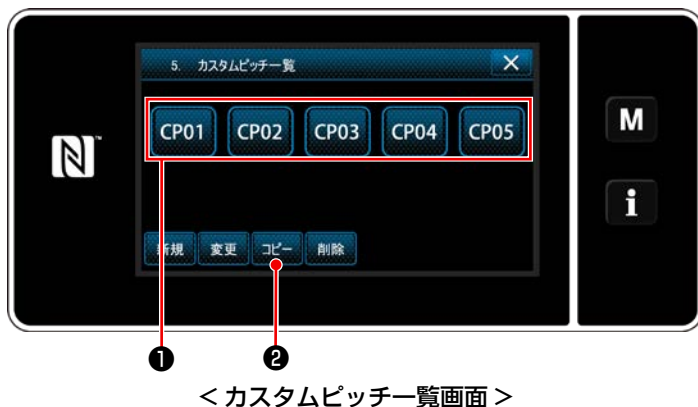 5. カスタムピッチ一覧
CP01 CP02 CP03 CP04 CP05
M
i
新規 変更 コピー 削除
❶ ❷
＜カスタムピッチ一覧画面＞